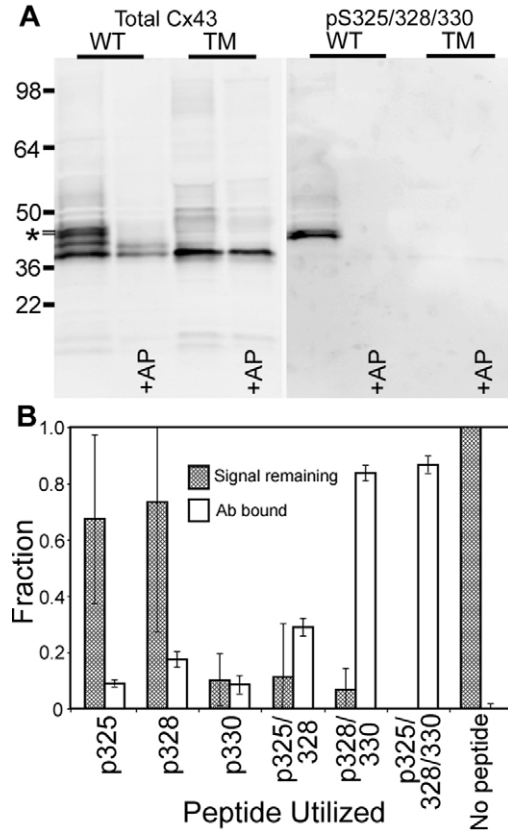 A
Total Cx43
pS325/328/330
WT
TM
WT
TM
98
64
50
*
36
22
+AP
+AP
+AP
+AP
B
1.0
0.8
0.6
0.4
0.2
0
Fraction
Signal remaining
Ab bound
p325
p328
p330
p325/
328
p328/
330
p325/
328/330
No peptide
Peptide Utilized